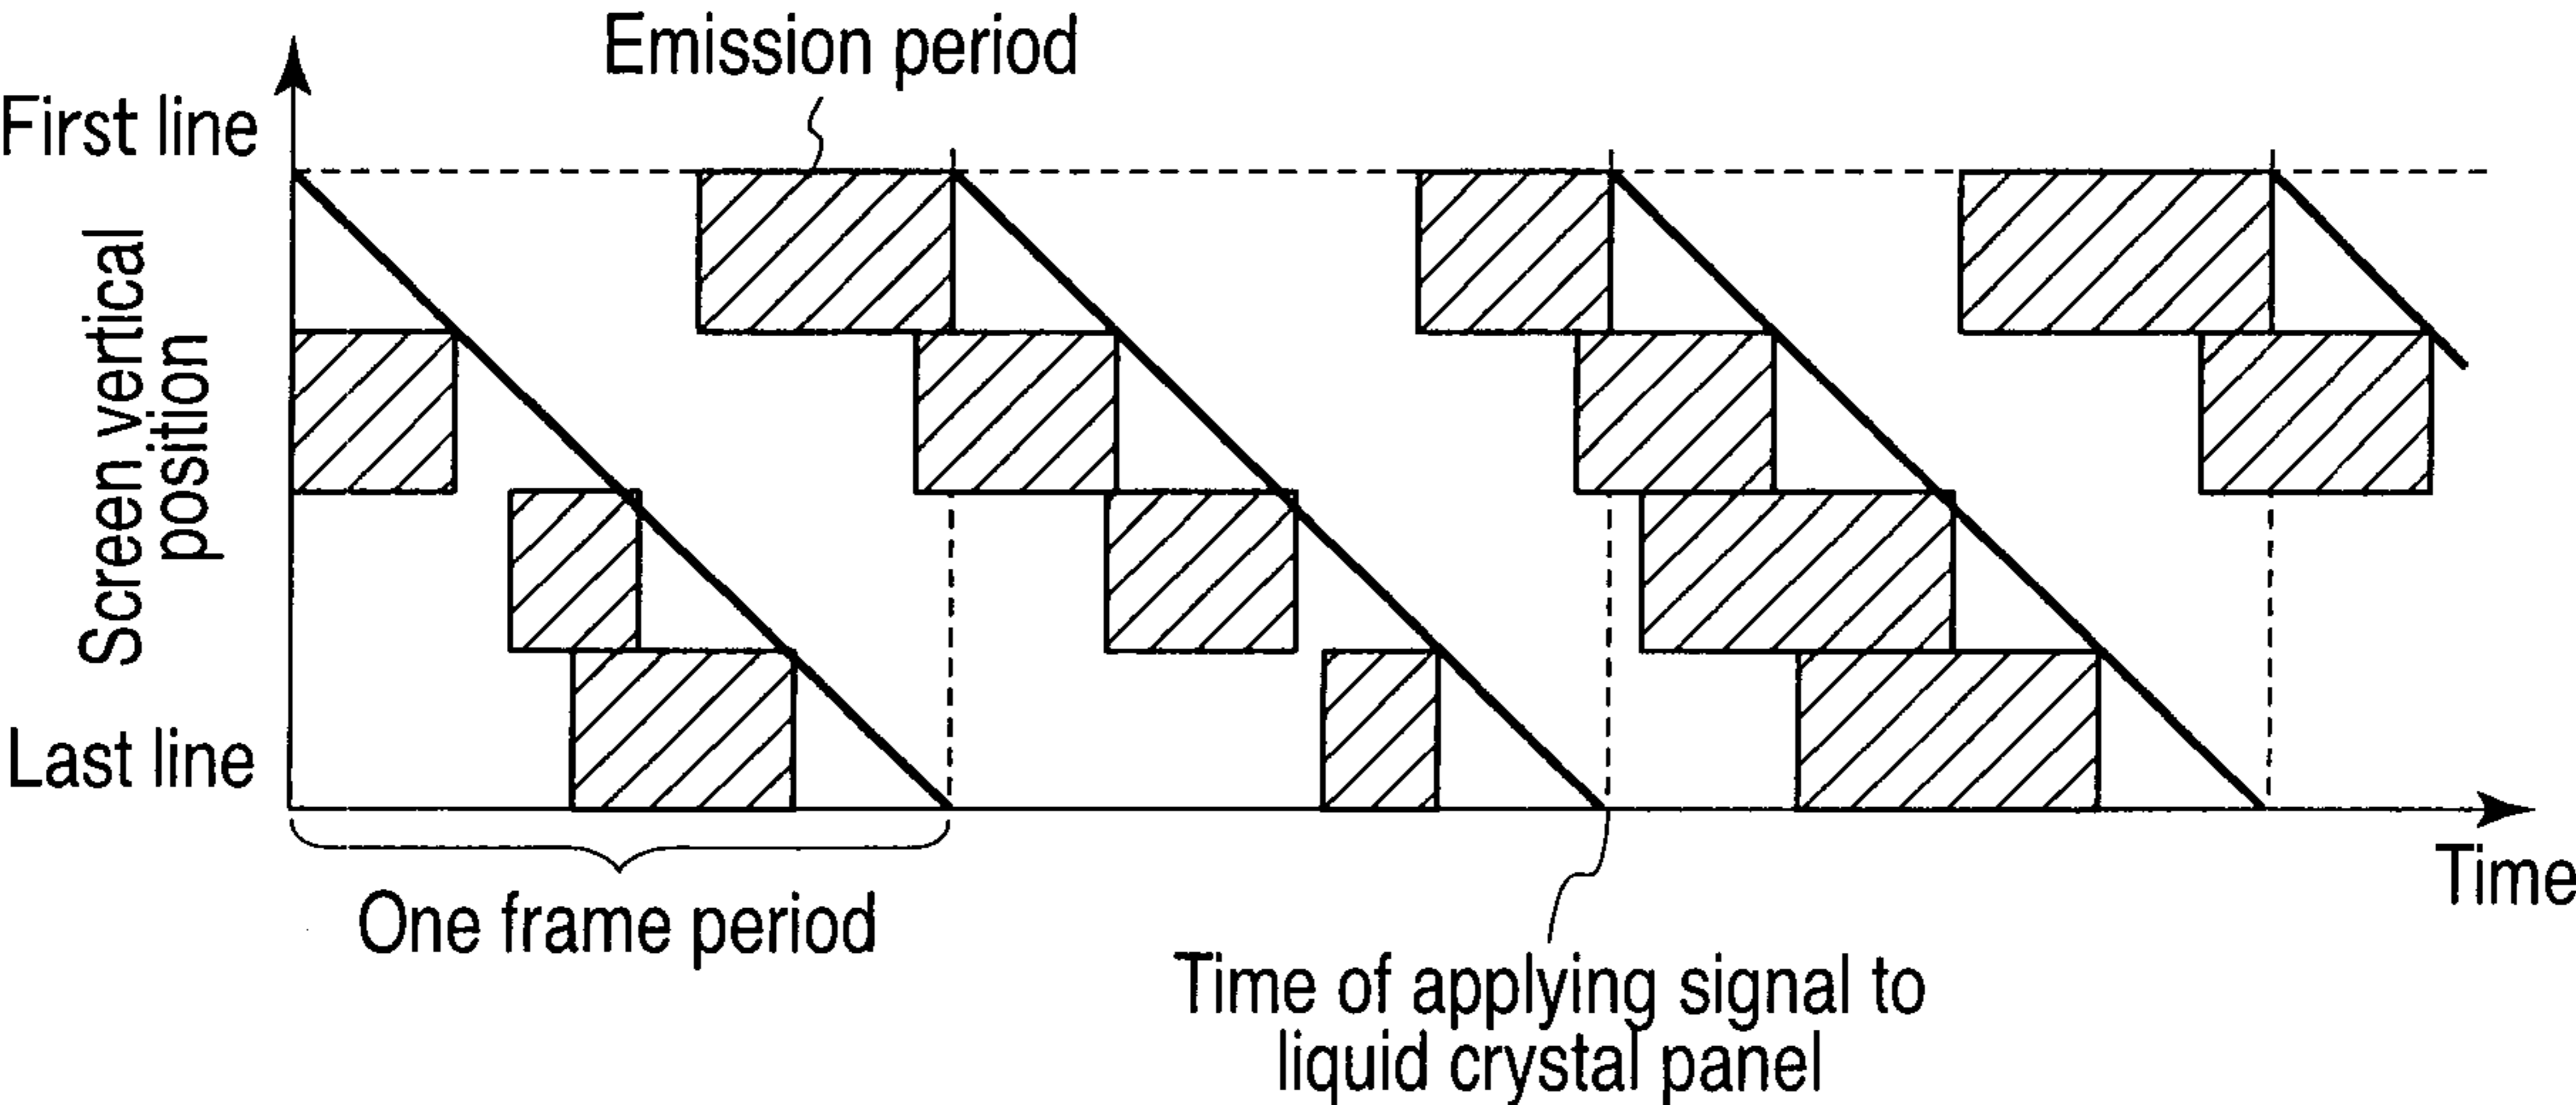 Emission period
First line
Screen vertical
position
Last line
Time
One frame period
Time of applying signal to
liquid crystal panel